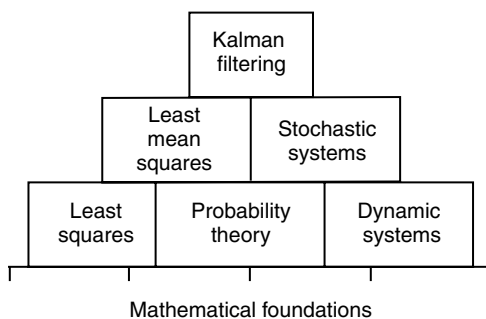 Kalman
filtering
Least
mean
squares
Stochastic
systems
Least
squares
Probability
theory
Dynamic
systems
Mathematical foundations